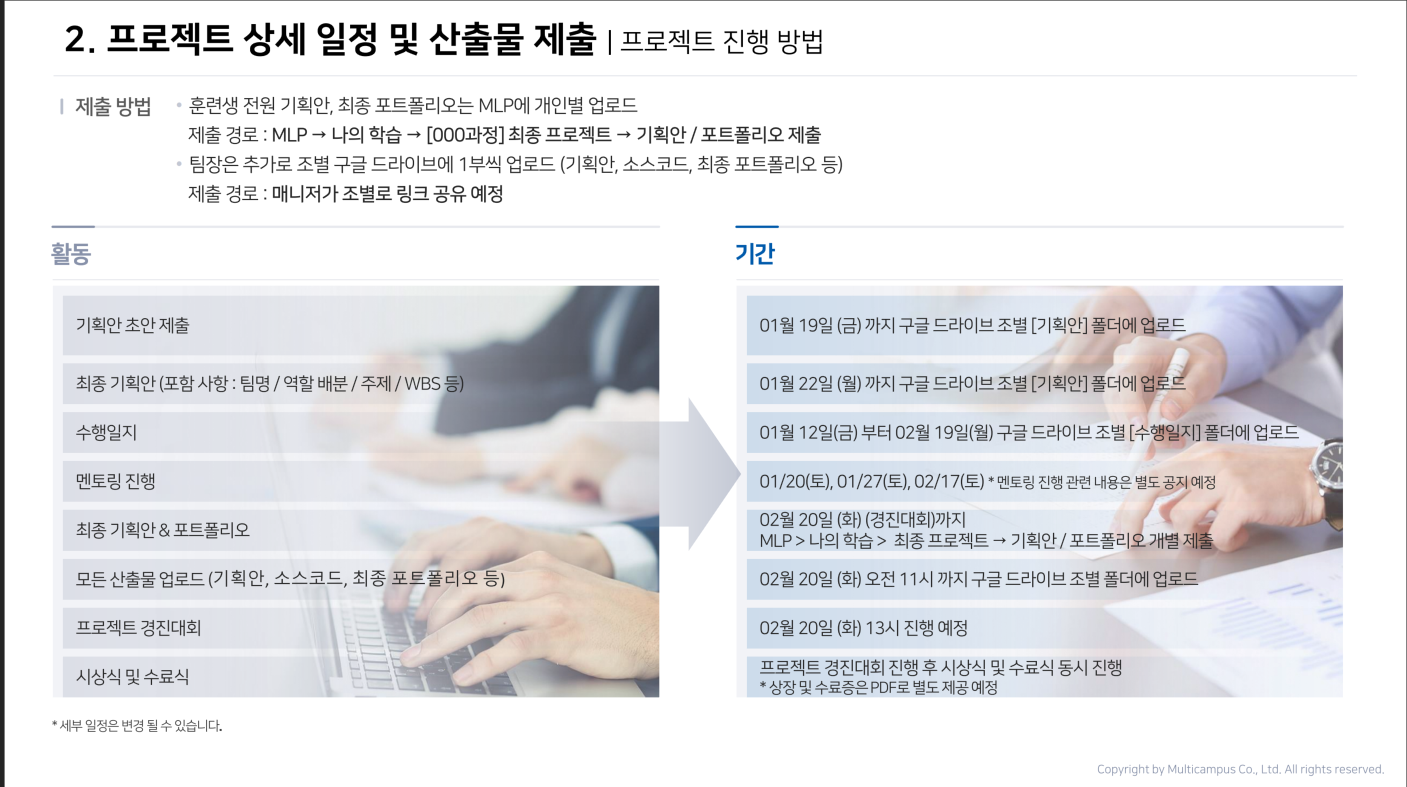 2. 프로젝트 상세 일정 및 산출물 제출 | 프로젝트 진행 방법
제출 방법
• 훈련생 전원 기획안, 최종 포트폴리오는 MLP에 개인별 업로드
제출 경로 : MLP → 나의 학습 → [000과정] 최종 프로젝트 → 기획안 / 포트폴리오 제출
• 팀장은 추가로 조별 구글 드라이브에 1부씩 업로드 (기획안, 소스코드, 최종 포트폴리오 등)
제출 경로 : 매니저가 조별로 링크 공유 예정
활동
기획안 초안 제출
최종 기획안 (포함 사항 : 팀명 / 역할 배분 / 주제 / WBS 등)
수행일지
멘토링 진행
최종 기획안 & 포트폴리오
모든 산출물 업로드 (기획안, 소스코드, 최종 포트폴리오 등)
프로젝트 경진대회
시상식 및 수료식
기간
01월 19일 (금) 까지 구글 드라이브 조별 [기획안] 폴더에 업로드
01월 22일 (월) 까지 구글 드라이브 조별 [기획안] 폴더에 업로드
01월 12일(금) 부터 02월 19일(월) 구글 드라이브 조별 [수행일지] 폴더에 업로드
01/20(토), 01/27(토), 02/17(토) * 멘토링 진행 관련 내용은 별도 공지 예정
02월 20일 (화) (경진대회)까지
MLP > 나의 학습 > 최종 프로젝트 → 기획안 / 포트폴리오 개별 제출
02월 20일 (화) 오전 11시 까지 구글 드라이브 조별 폴더에 업로드
02월 20일 (화) 13시 진행 예정
프로젝트 경진대회 진행 후 시상식 및 수료식 동시 진행
* 상장 및 수료증은 PDF로 별도 제공 예정
* 세부 일정은 변경 될 수 있습니다.
Copyright by Multicampus Co., Ltd. All rights reserved.